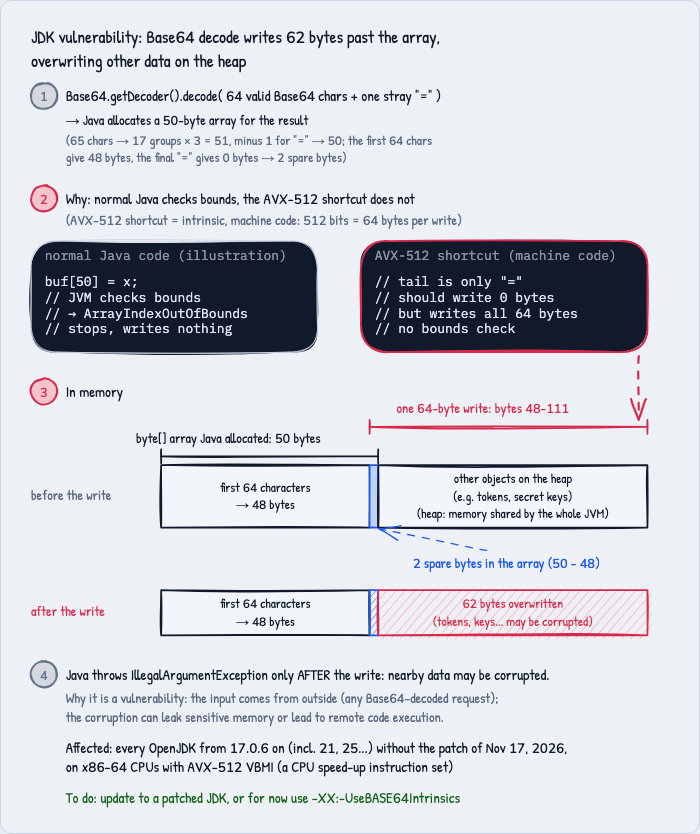 JDK vulnerability: Base64 decode writes 62 bytes past the array,
overwriting other data on the heap
1 Base64.getDecoder().decode( 64 valid Base64 chars + one stray "=" )
→ Java allocates a 50-byte array for the result
(65 chars → 17 groups × 3 = 51, minus 1 for "=" → 50; the first 64 chars
give 48 bytes, the final "=" gives 0 bytes → 2 spare bytes)
2 Why: normal Java checks bounds, the AVX-512 shortcut does not
(AVX-512 shortcut = intrinsic, machine code: 512 bits = 64 bytes per write)
normal Java code (illustration)
buf[50] = x;
// JVM checks bounds
// → ArrayIndexOutOfBounds
// stops, writes nothing
AVX-512 shortcut (machine code)
// tail is only "="
// should write 0 bytes
// but writes all 64 bytes
// no bounds check
3 In memory
one 64-byte write: bytes 48-111
byte[] array Java allocated: 50 bytes
before the write
first 64 characters
→ 48 bytes
other objects on the heap
(e.g. tokens, secret keys)
(heap: memory shared by the whole JVM)
2 spare bytes in the array (50 - 48)
after the write
first 64 characters
→ 48 bytes
62 bytes overwritten
(tokens, keys... may be corrupted)
4 Java throws IllegalArgumentException only AFTER the write: nearby data may be corrupted.
Why it is a vulnerability: the input comes from outside (any Base64-decoded request);
the corruption can leak sensitive memory or lead to remote code execution.
Affected: every OpenJDK from 17.0.6 on (incl. 21, 25...) without the patch of Nov 17, 2026,
on x86-64 CPUs with AVX-512 VBMI (a CPU speed-up instruction set)
To do: update to a patched JDK, or for now use -XX:-UseBASE64Intrinsics